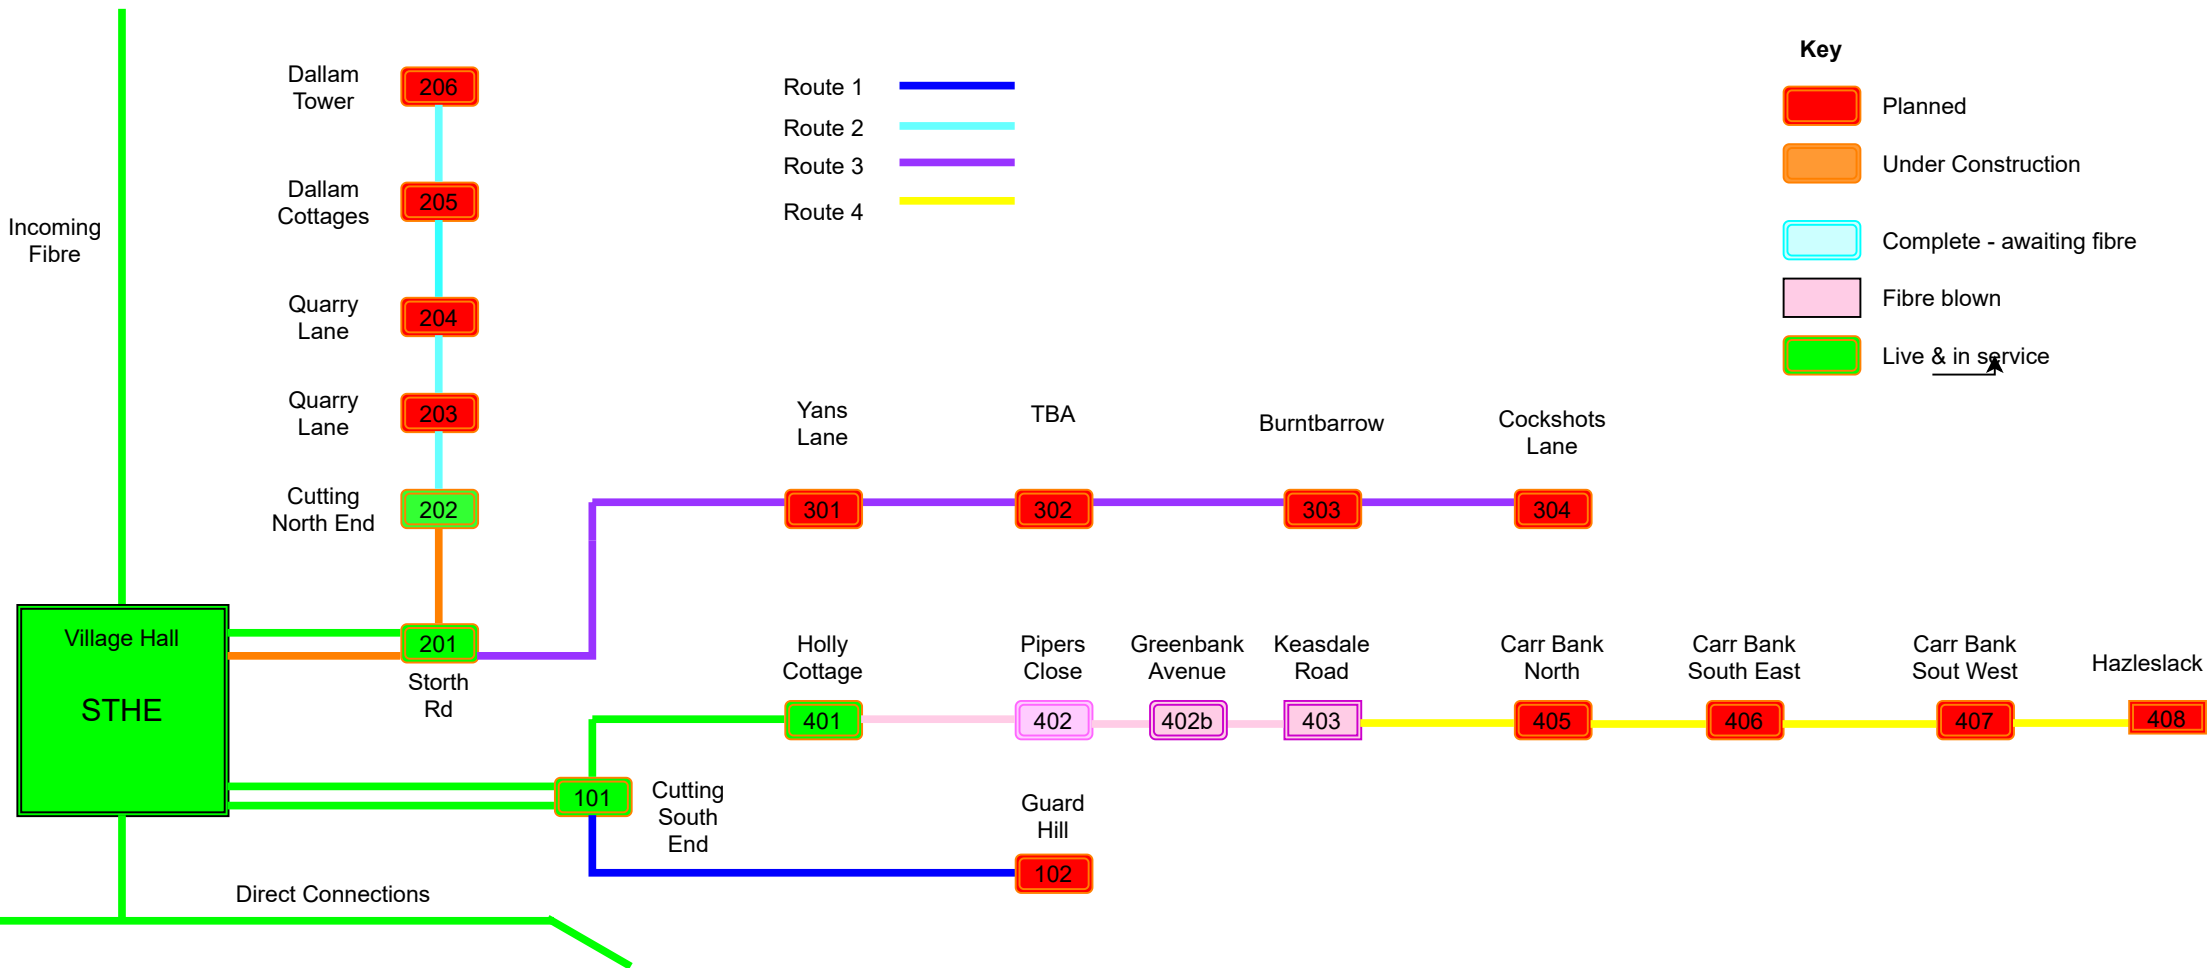 Key
Planned
Under Construction
Complete - awaiting fibre
Fibre blown
Live & in service
Route 1
Route 2
Route 3
Route 4
Incoming
Fibre
Dallam
Tower
206
Dallam
Cottages
205
Quarry
Lane
204
Quarry
Lane
203
Cutting
North End
202
Yans
Lane
301
TBA
302
Burntbarrow
303
Cockshots
Lane
304
Village Hall
STHE
201
Storth
Rd
Holly
Cottage
401
Pipers
Close
402
Greenbank
Avenue
402b
Keasdale
Road
403
Carr Bank
North
405
Carr Bank
South East
406
Carr Bank
Sout West
407
Hazleslack
408
101
Cutting
South
End
Guard
Hill
102
Direct Connections